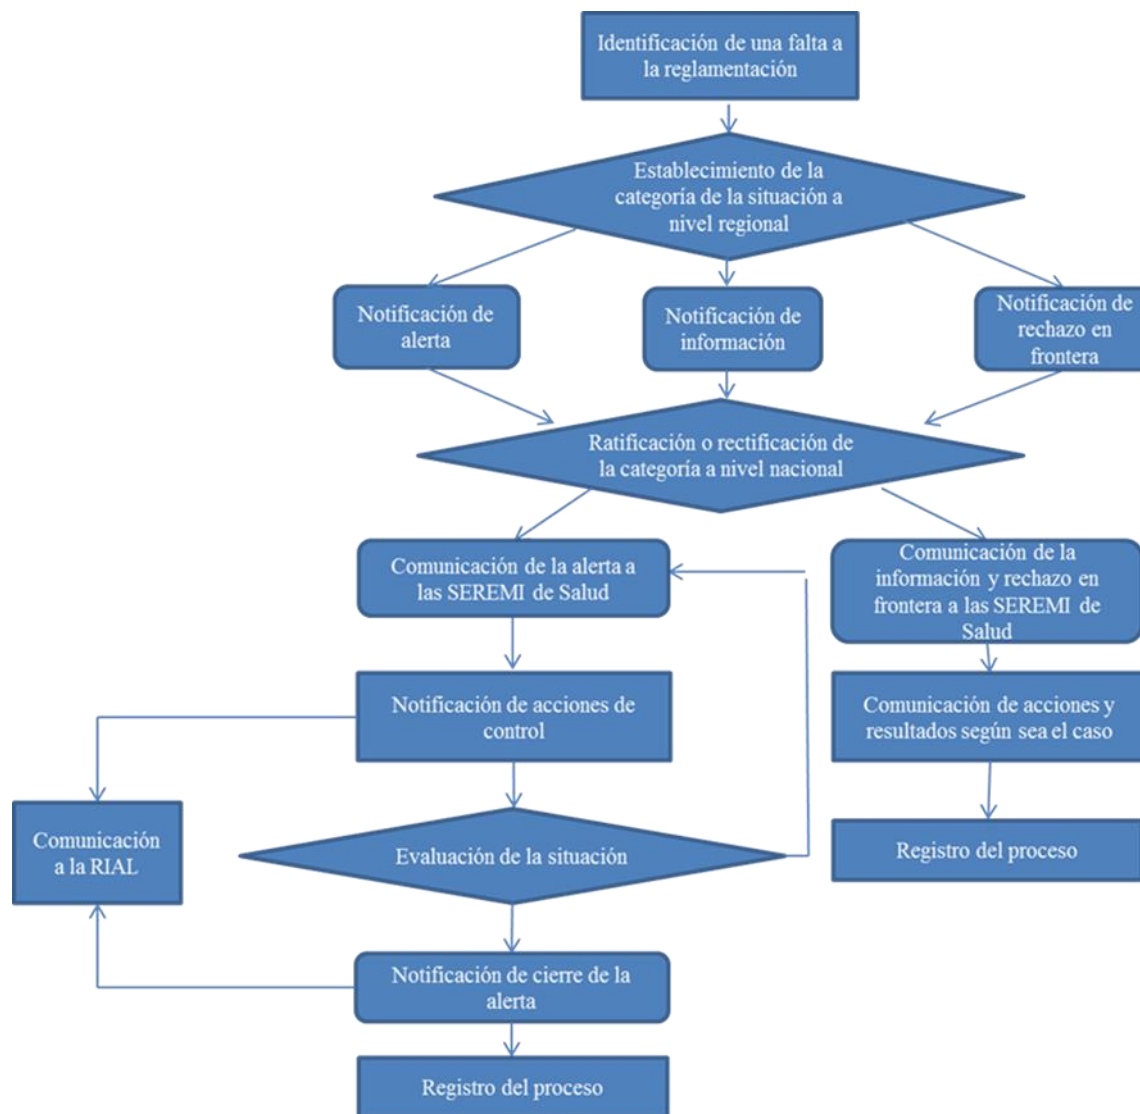 Identificación de una falta a
la reglamentación
Establecimiento de la
categoría de la situación a
nivel regional
Notificación de
alerta
Notificación de
información
Notificación de
rechazo en
frontera
Ratificación o rectificación de
la categoría a nivel nacional
Comunicación de la alerta a
las SEREMI de Salud
Comunicación de la
información y rechazo en
frontera a las SEREMI de
Salud
Notificación de acciones de
control
Comunicación de acciones y
resultados según sea el caso
Comunicación
a la RIAL
Evaluación de la situación
Registro del proceso
Notificación de cierre de la
alerta
Registro del proceso